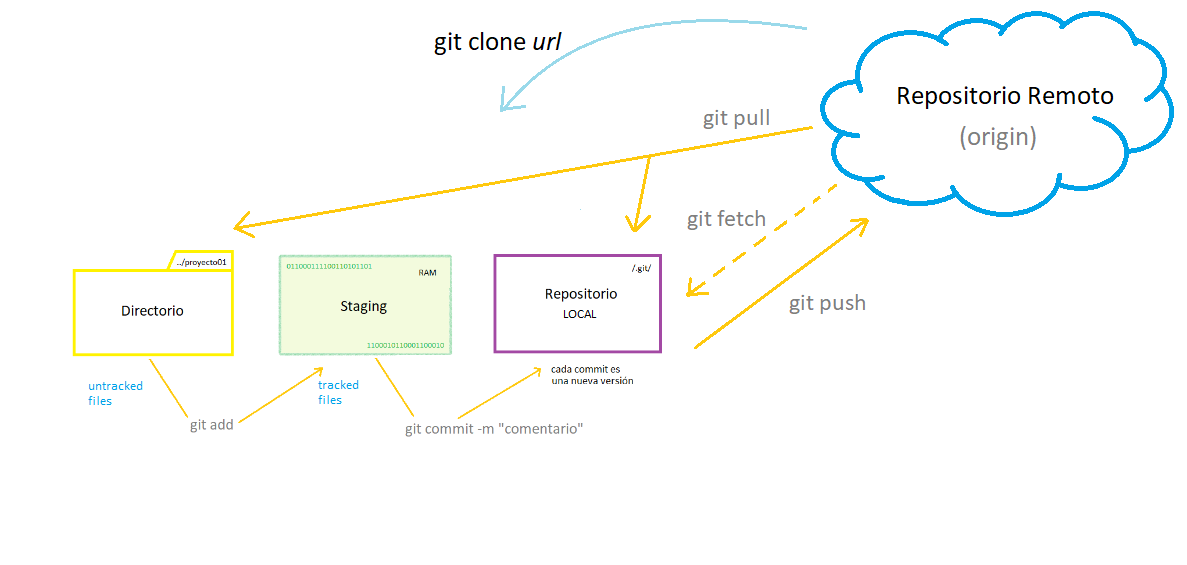 git clone url
Repositorio Remoto
(origin)
git pull
git fetch
git push
../proyecto01
Directorio
011000111100110101101
RAM
Staging
1100010110001100010
/.git/
Repositorio
LOCAL
untracked
files
git add
tracked
files
git commit -m "comentario"
cada commit es
una nueva versión